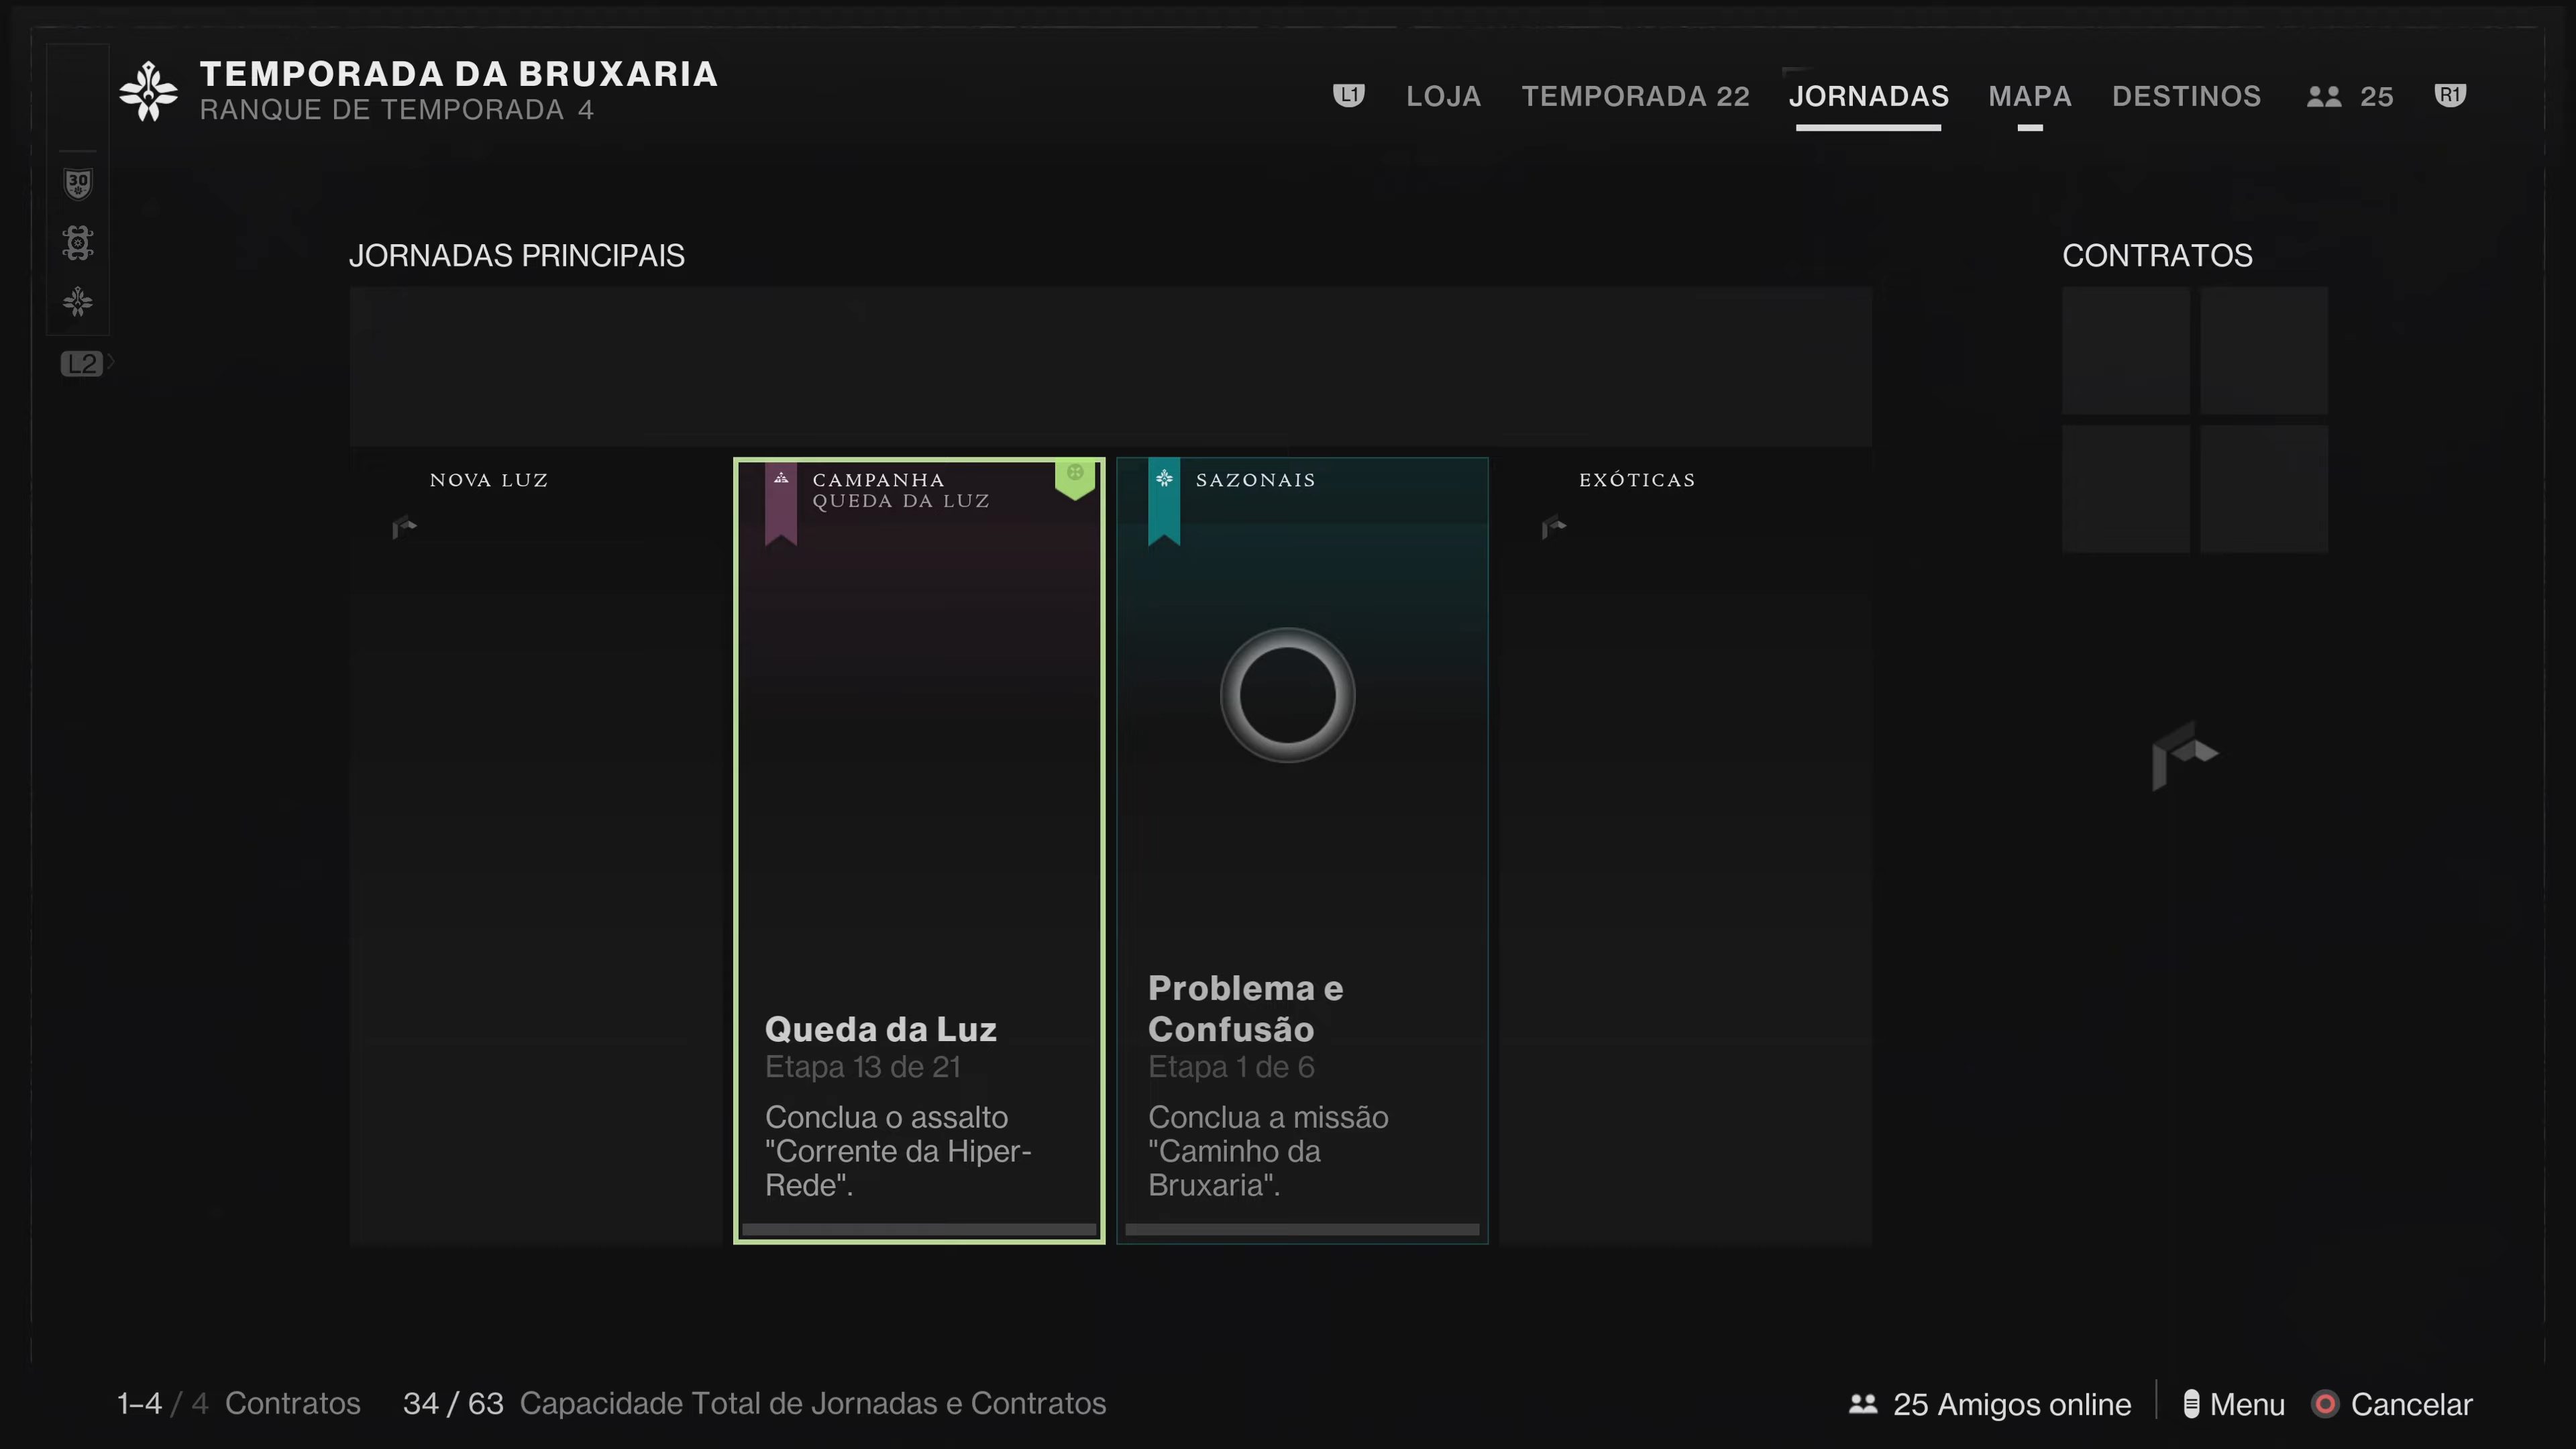 TEMPORADA DA BRUXARIA
RANQUE DE TEMPORADA 4
L1 LOJA TEMPORADA 22 JORNADAS MAPA DESTINOS 25 R1
30
L2
JORNADAS PRINCIPAIS
CONTRATOS
NOVA LUZ
CAMPANHA
QUEDA DA LUZ
SAZONAIS
EXÓTICAS
Queda da Luz
Etapa 13 de 21
Conclua o assalto
"Corrente da Hiper-
Rede".
Problema e
Confusão
Etapa 1 de 6
Conclua a missão
"Caminho da
Bruxaria".
1–4 / 4 Contratos 34 / 63 Capacidade Total de Jornadas e Contratos
25 Amigos online Menu Cancelar